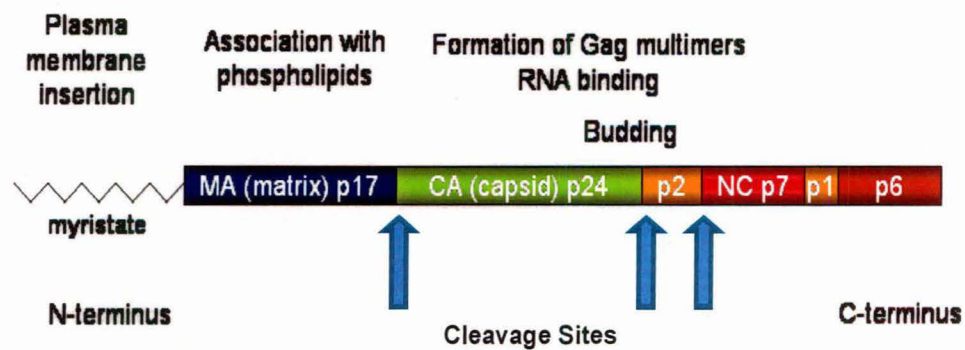 Plasma
membrane
insertion
Association with
phospholipids
Formation of Gag multimers
RNA binding
Budding
MA (matrix) p17
CA (capsid) p24
p2
NC p7
p1
p6
myristate
N-terminus
C-terminus
Cleavage Sites